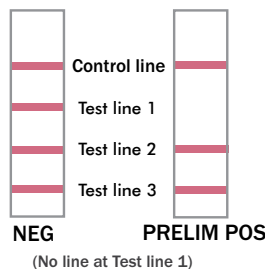 Control line
Test line 1
Test line 2
Test line 3
NEG
PRELIM POS
(No line at Test line 1)